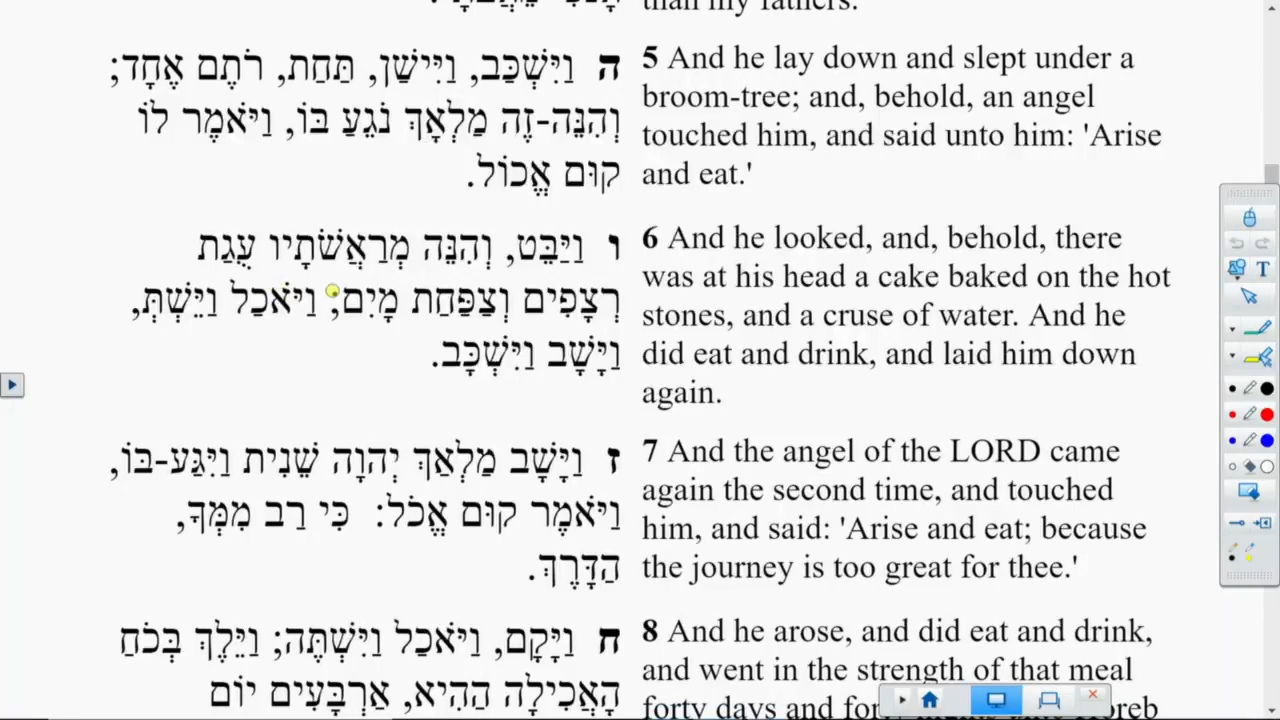 than my fathers.
ה וַיִּשְׁכַּב, וַיִּישַׁן, תַּחַת, רֹתֶם אֶחָד;
וְהִנֵּה-זֶה מַלְאָךְ נֹגֵעַ בּוֹ, וַיֹּאמֶר לוֹ
קוּם אֱכוֹל.
5 And he lay down and slept under a
broom-tree; and, behold, an angel
touched him, and said unto him: 'Arise
and eat.'
ו וַיַּבֵּט, וְהִנֵּה מְרַאֲשֹׁתָיו עֻגַת
רְצָפִים וְצַפַּחַת מָיִם; וַיֹּאכַל וַיֵּשְׁתְּ,
וַיָּשָׁב וַיִּשְׁכָּב.
6 And he looked, and, behold, there
was at his head a cake baked on the hot
stones, and a cruse of water. And he
did eat and drink, and laid him down
again.
ז וַיָּשָׁב מַלְאַךְ יְהוָה שֵׁנִית וַיִּגַּע-בּוֹ,
וַיֹּאמֶר קוּם אֱכֹל: כִּי רַב מִמְּךָ,
הַדָּרֶךְ.
7 And the angel of the LORD came
again the second time, and touched
him, and said: 'Arise and eat; because
the journey is too great for thee.'
ח וַיָּקָם, וַיֹּאכַל וַיִּשְׁתֶּה; וַיֵּלֶךְ בְּכֹחַ
הָאֲכִילָה הַהִיא, אַרְבָּעִים יוֹם
8 And he arose, and did eat and drink,
and went in the strength of that meal
forty days and
T